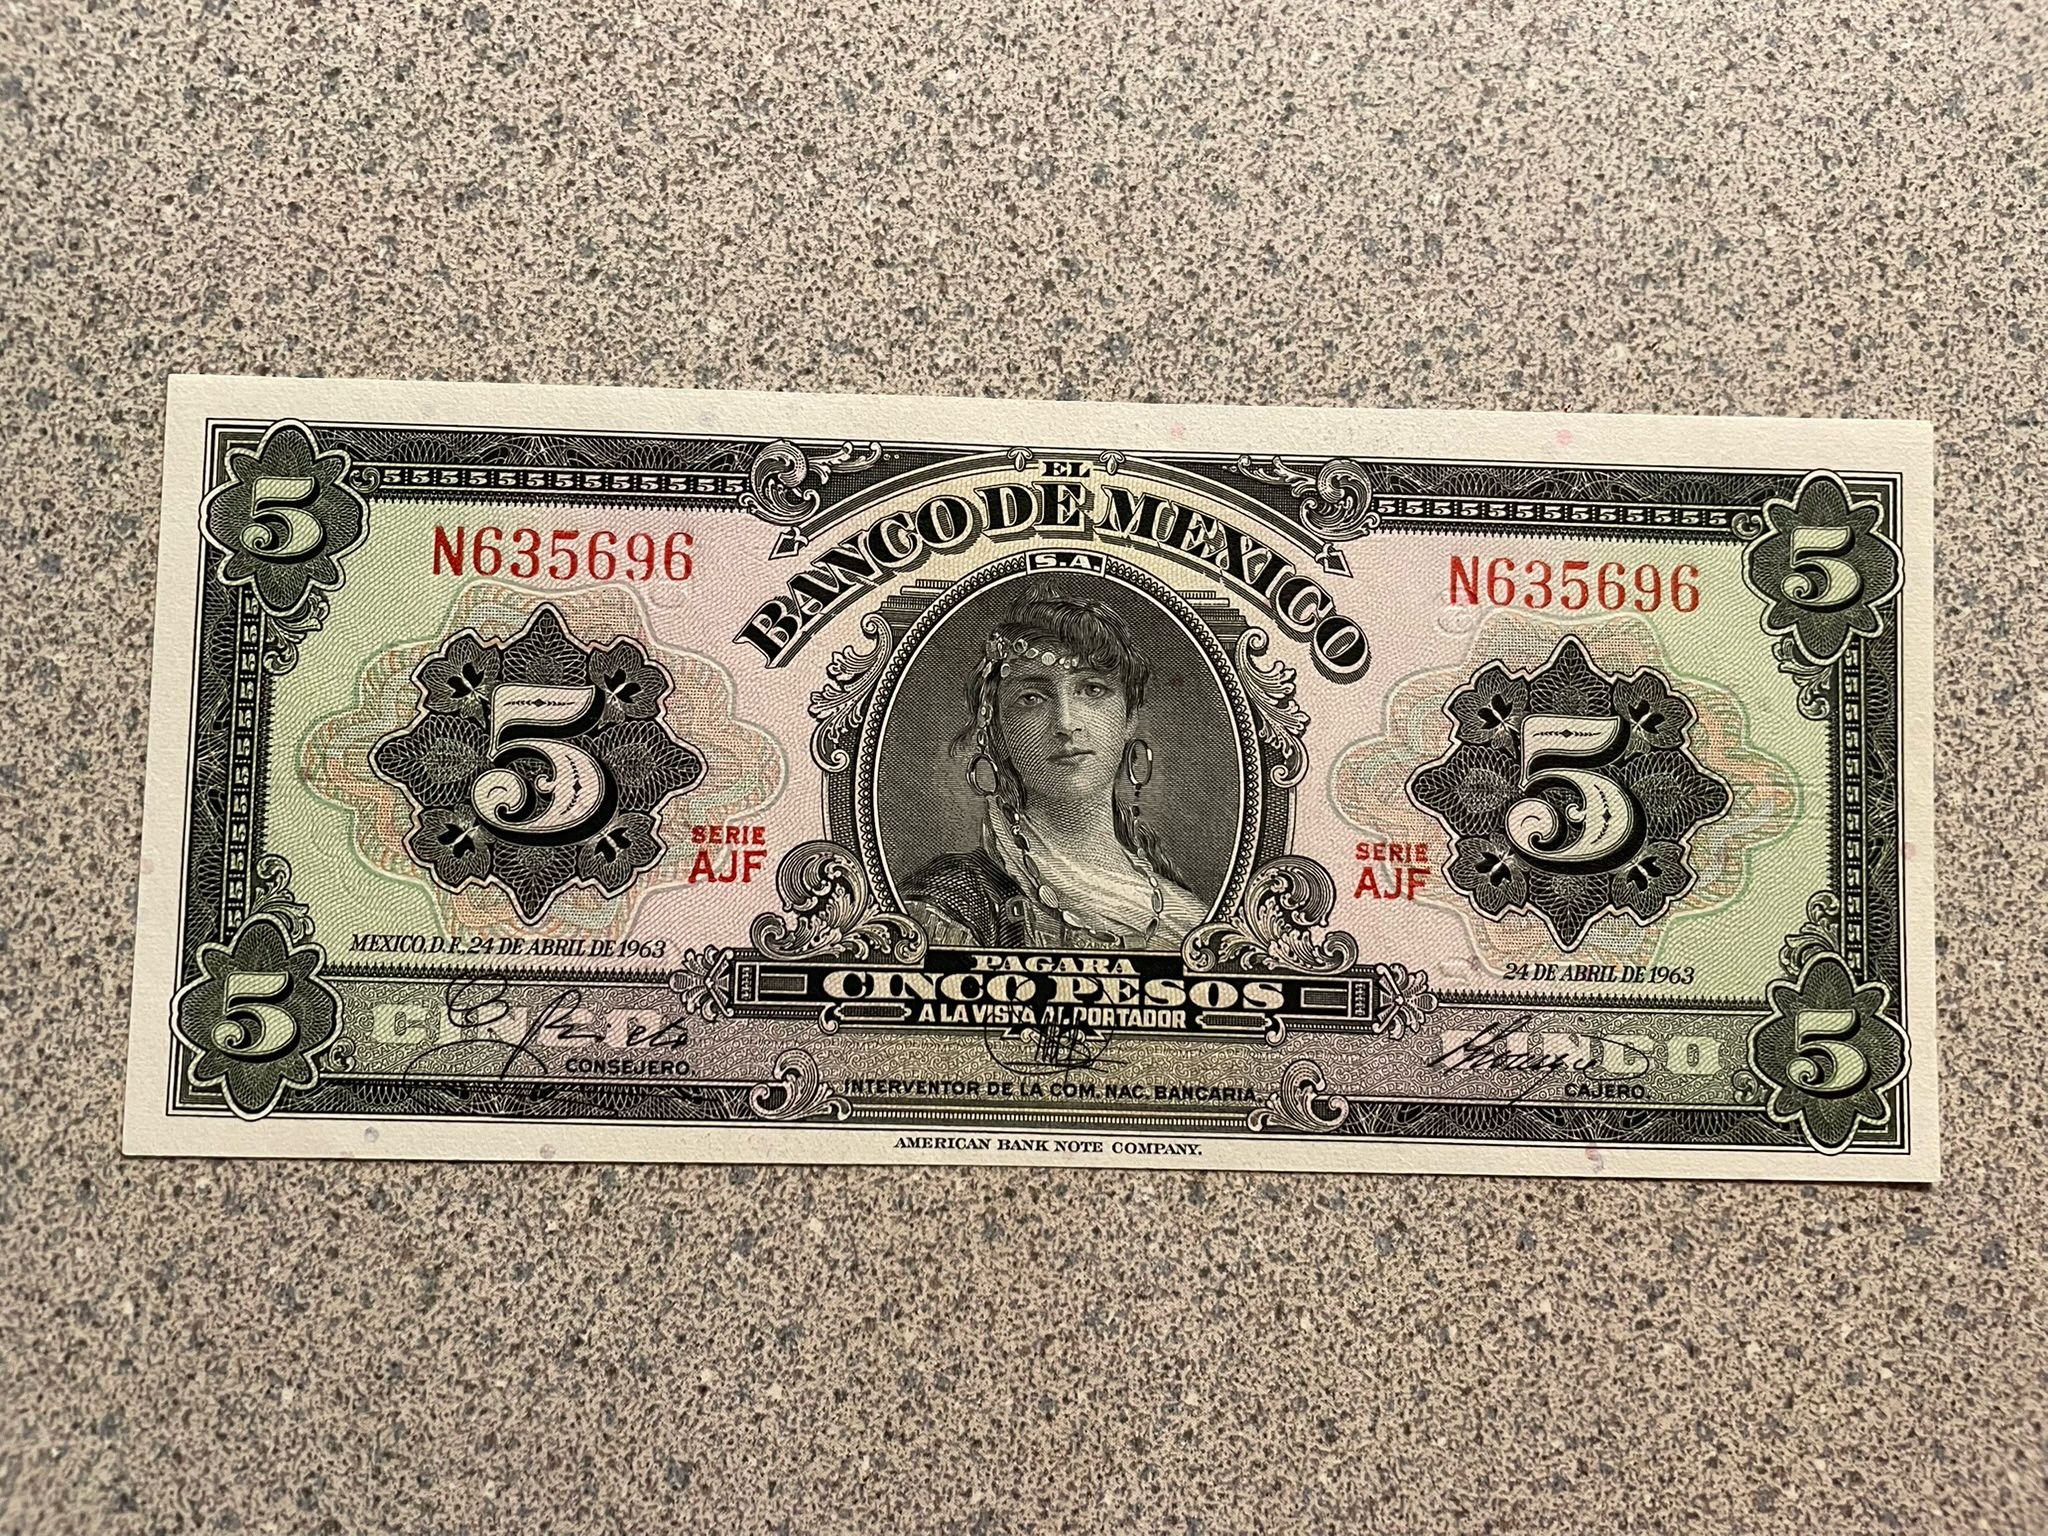 5
5
EL
BANCO DE MEXICO
S.A.
N635696
N635696
5
5
SERIE
AJF
SERIE
AJF
MEXICO, D. F., 24 DE ABRIL DE 1963
24 DE ABRIL DE 1963
PAGARA
CINCO PESOS
A LA VISTA AL PORTADOR
5
CINCO
CINCO
5
CONSEJERO.
INTERVENTOR DE LA COM. NAC. BANCARIA.
CAJERO.
AMERICAN BANK NOTE COMPANY.